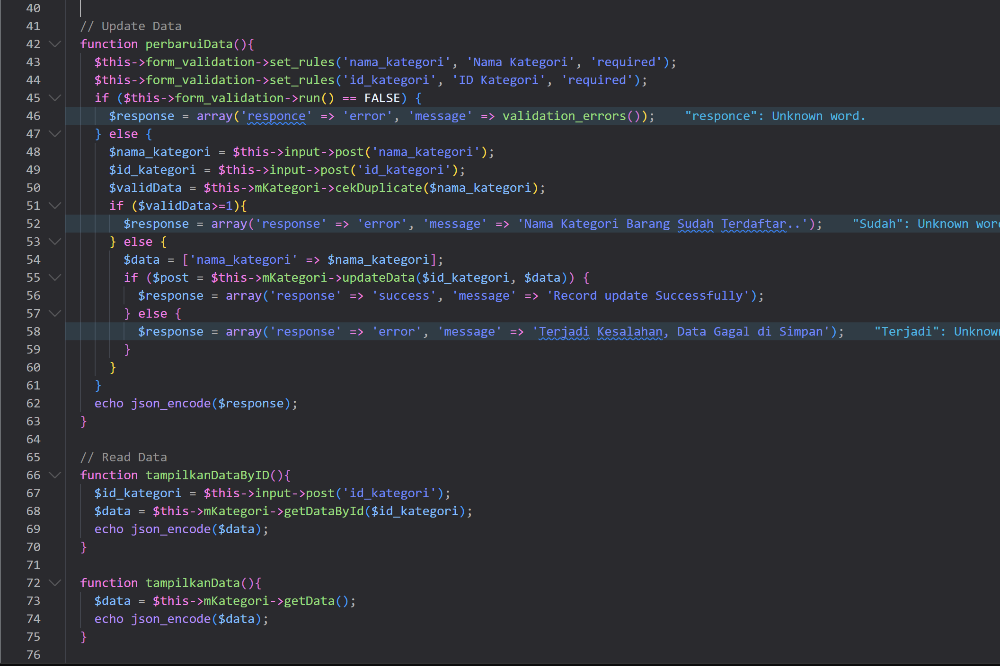 40
41 // Update Data
42 function perbaruiData(){
43 $this->form_validation->set_rules('nama_kategori', 'Nama Kategori', 'required');
44 $this->form_validation->set_rules('id_kategori', 'ID Kategori', 'required');
45 if ($this->form_validation->run() == FALSE) {
46 $response = array('responce' => 'error', 'message' => validation_errors()); "responce": Unknown word.
47 } else {
48 $nama_kategori = $this->input->post('nama_kategori');
49 $id_kategori = $this->input->post('id_kategori');
50 $validData = $this->mKategori->cekDuplicate($nama_kategori);
51 if ($validData>=1){
52 $response = array('response' => 'error', 'message' => 'Nama Kategori Barang Sudah Terdaftar..'); "Sudah": Unknown wor
53 } else {
54 $data = ['nama_kategori' => $nama_kategori];
55 if ($post = $this->mKategori->updateData($id_kategori, $data)) {
56 $response = array('response' => 'success', 'message' => 'Record update Successfully');
57 } else {
58 $response = array('response' => 'error', 'message' => 'Terjadi Kesalahan, Data Gagal di Simpan'); "Terjadi": Unknown
59 }
60 }
61 }
62 echo json_encode($response);
63 }
64
65 // Read Data
66 function tampilkanDataByID(){
67 $id_kategori = $this->input->post('id_kategori');
68 $data = $this->mKategori->getDataById($id_kategori);
69 echo json_encode($data);
70 }
71
72 function tampilkanData(){
73 $data = $this->mKategori->getData();
74 echo json_encode($data);
75 }
76